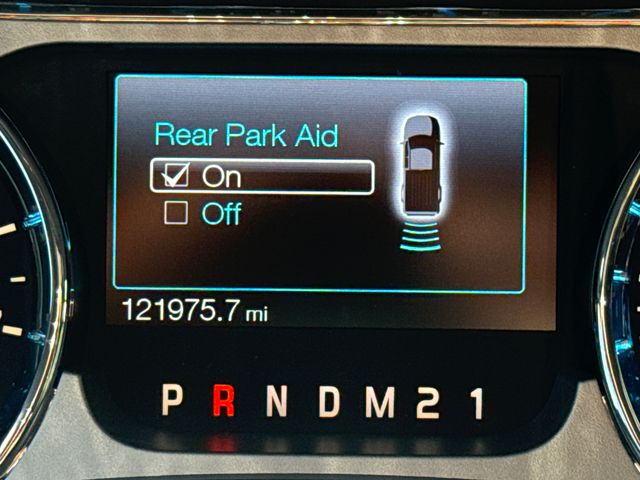 Rear Park Aid
On
Off
121975.7 mi
P R N D M 2 1